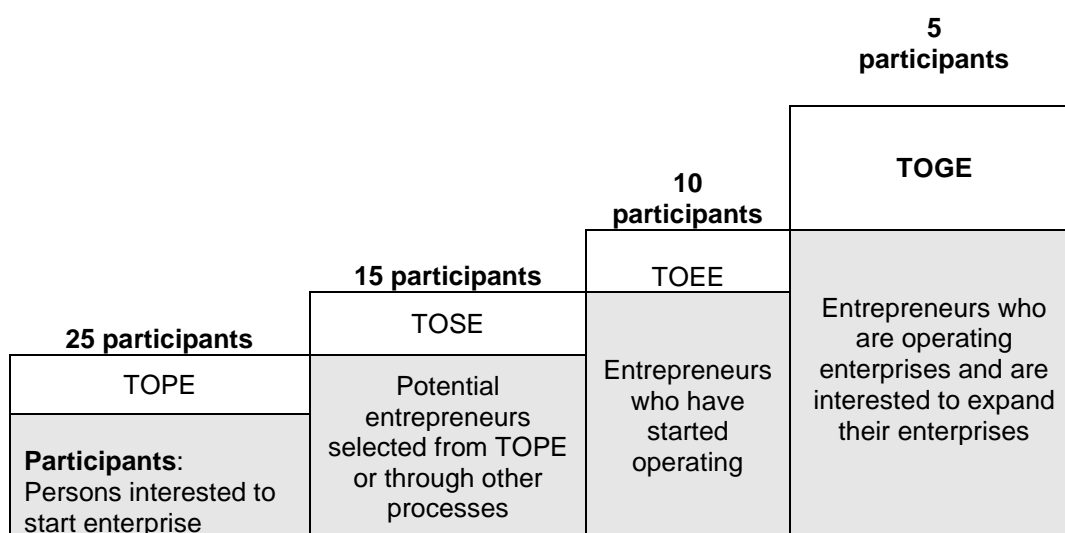 5
participants
TOGE
10
participants
15 participants
TOEE
25 participants
TOSE
TOPE
Participants:
Persons interested to
start enterprise
Potential
entrepreneurs
selected from TOPE
or through other
processes
Entrepreneurs
who have
started
operating
Entrepreneurs who
are operating
enterprises and are
interested to expand
their enterprises